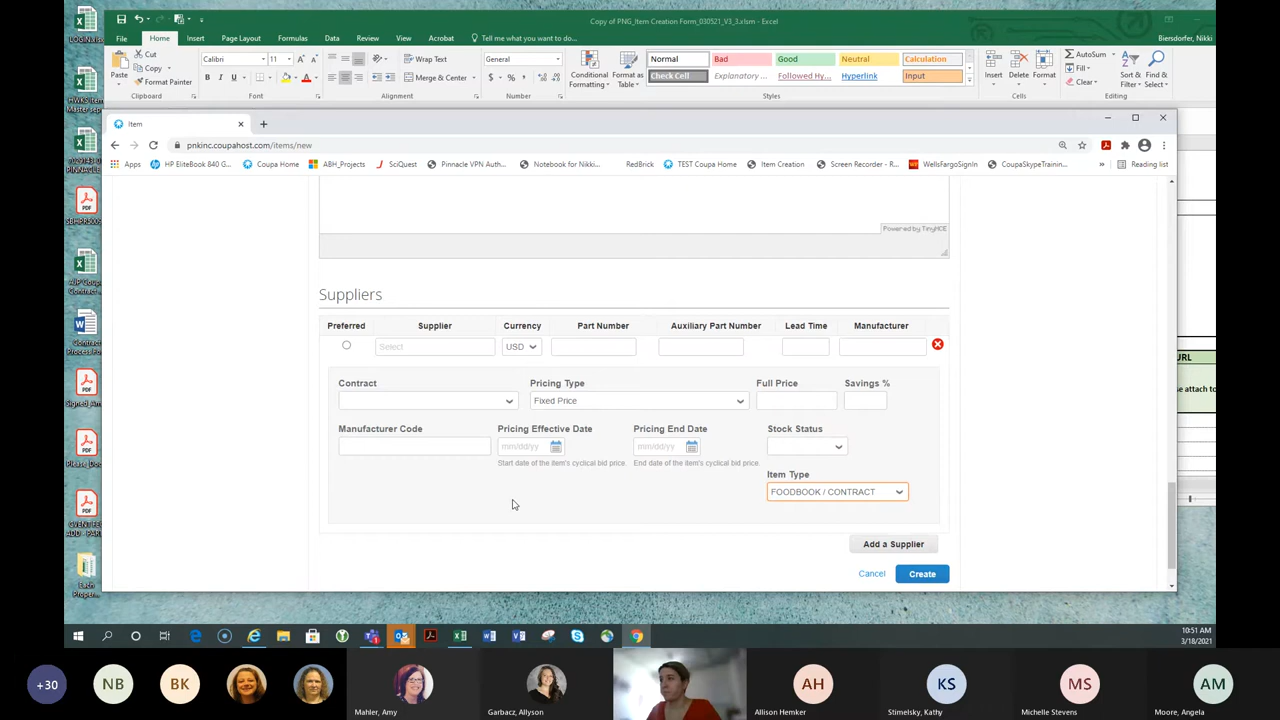 Copy of PNG_Item Creation Form_030521_V3_3.xlsm - Excel
Biersdorfer, Nikki
File
Home
Insert
Page Layout
Formulas
Data
Review
View
Acrobat
Tell me what you want to do...
Paste
Cut
Copy
Format Painter
Clipboard
Calibri
11
B I U
Font
Wrap Text
Merge & Center
Alignment
General
$ % ,
Number
Conditional Formatting
Format as Table
Normal
Bad
Good
Neutral
Calculation
Check Cell
Explanatory ...
Followed Hy...
Hyperlink
Input
Styles
Insert
Delete
Format
Cells
AutoSum
Fill
Clear
Sort & Filter
Find & Select
Editing
Item
pnkinc.coupahost.com/items/new
Apps
HP EliteBook 840 G...
Coupa Home
ABH_Projects
SciQuest
Pinnacle VPN Auth...
Notebook for Nikki...
RedBrick
TEST Coupa Home
Item Creation
Screen Recorder - R...
WellsFargoSignIn
CoupaSkypeTrainin...
Reading list
Powered by TinyMCE
Suppliers
Preferred
Supplier
Currency
Part Number
Auxiliary Part Number
Lead Time
Manufacturer
Select
USD
Contract
Pricing Type
Full Price
Savings %
Fixed Price
Manufacturer Code
Pricing Effective Date
Pricing End Date
Stock Status
mm/dd/yy
mm/dd/yy
Start date of the item's cyclical bid price.
End date of the item's cyclical bid price.
Item Type
FOODBOOK / CONTRACT
Add a Supplier
Cancel
Create
URL
se attach to
10:51 AM
3/18/2021
+30
NB
BK
Mahler, Amy
Garbacz, Allyson
AH
Allison Hemker
KS
Stimelsky, Kathy
MS
Michelle Stevens
AM
Moore, Angela